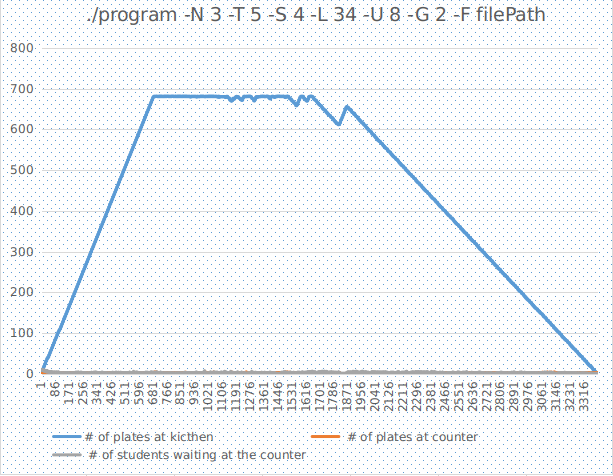 ./program -N 3 -T 5 -S 4 -L 34 -U 8 -G 2 -F filePath
800
700
600
500
400
300
200
100
0
1 86 171 256 341 426 511 596 681 766 851 936 1021 1106 1191 1276 1361 1446 1531 1616 1701 1786 1871 1956 2041 2126 2211 2296 2381 2466 2551 2636 2721 2806 2891 2976 3061 3146 3231 3316
# of plates at kicthen # of plates at counter
# of students waiting at the counter